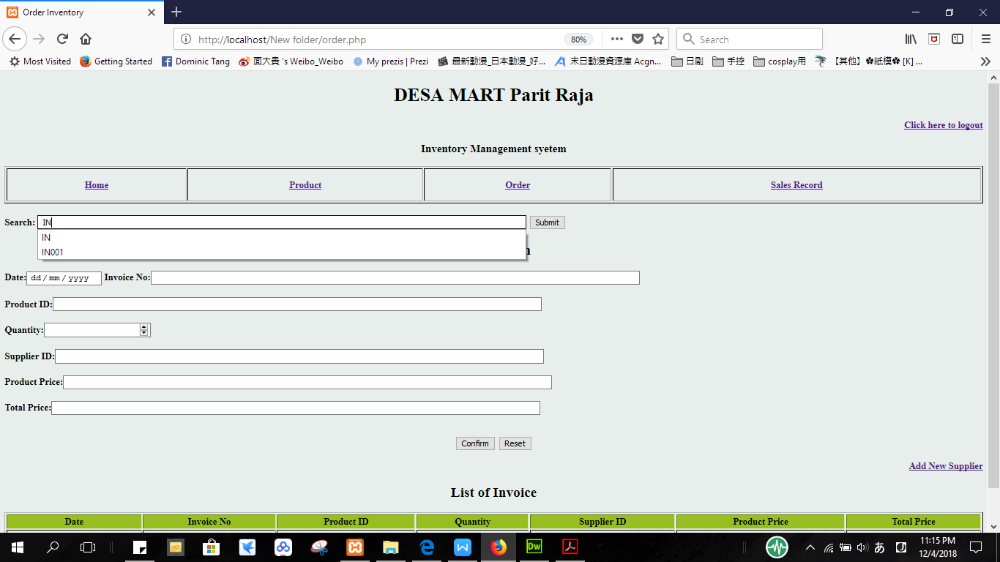 Order Inventory
http://localhost/New folder/order.php 80% Search
Most Visited Getting Started Dominic Tang 面大貴 's Weibo_Weibo My prezis | Prezi 最新動漫_日本動漫_好... 末日動漫資源庫 Acgn... 日剧 手控 cosplay用 【其他】✽紙模✽ [K] ...
DESA MART Parit Raja
Click here to logout
Inventory Management syetem
Home Product Order Sales Record
Search: IN Submit
IN
IN001
Date: dd / mm / yyyy Invoice No:
Product ID:
Quantity:
Supplier ID:
Product Price:
Total Price:
Confirm Reset
Add New Supplier
List of Invoice
Date Invoice No Product ID Quantity Supplier ID Product Price Total Price
Dw あ 11:15 PM
12/4/2018